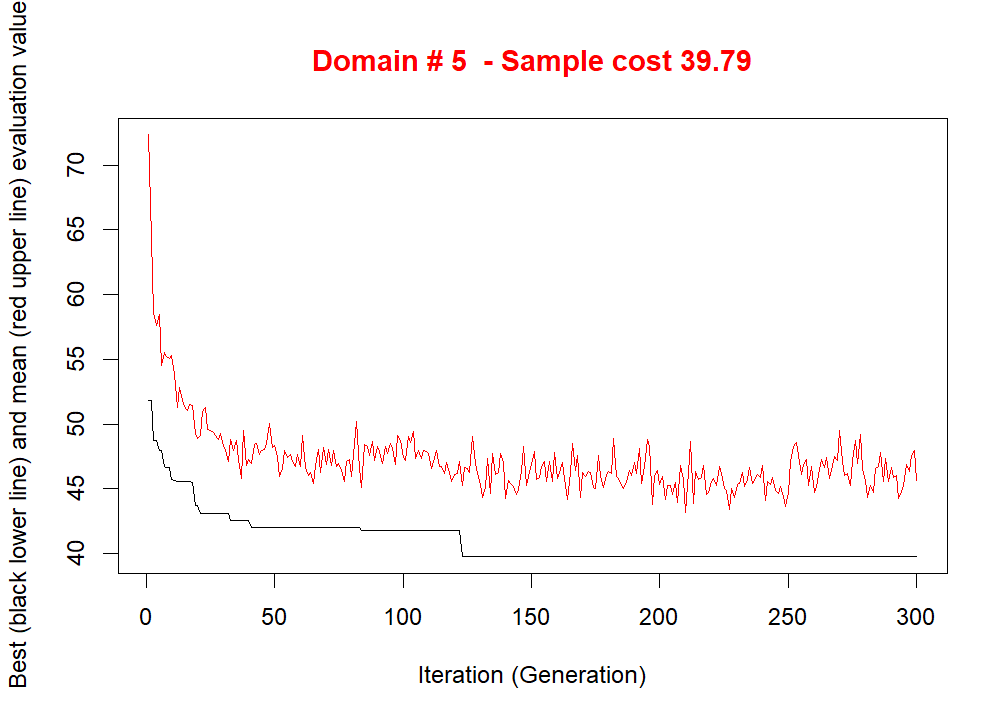 Domain # 5  - Sample cost 39.79
Best (black lower line) and mean (red upper line) evaluation value
70
65
60
55
50
45
40
0 50 100 150 200 250 300
Iteration (Generation)